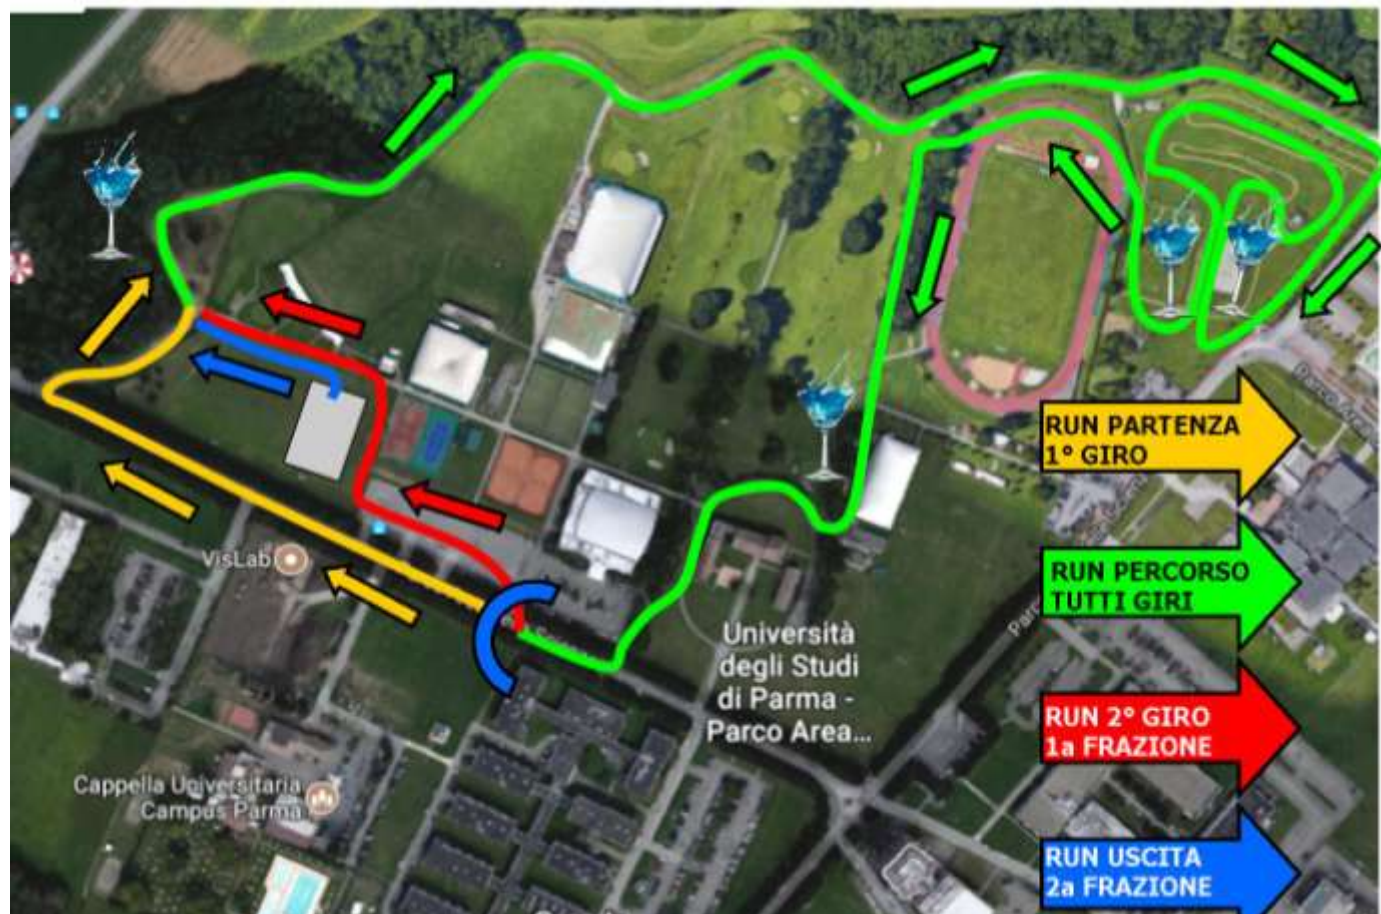 VisLab
Cappella Universitaria
Campus Parma
Università
degli Studi
di Parma -
Parco Area...
RUN PARTENZA
1° GIRO
RUN PERCORSO
TUTTI GIRI
RUN 2° GIRO
1a FRAZIONE
RUN USCITA
2a FRAZIONE